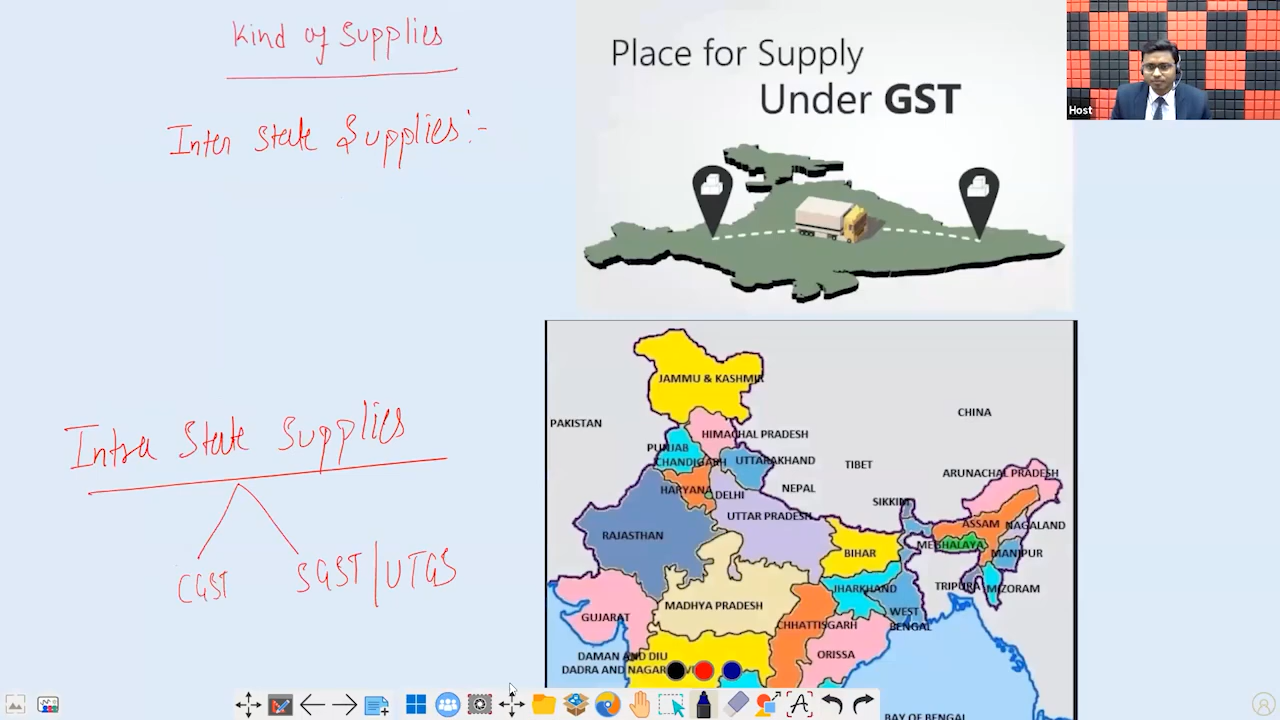 Kind of Supplies
Inter State Supplies:-
Intra State Supplies
CGST
SGST/UTGS
Place for Supply
Under GST
Host
JAMMU & KASHMIR
PAKISTAN
CHINA
HIMACHAL PRADESH
PUNJAB
CHANDIGARH
UTTARAKHAND
TIBET
ARUNACHAL PRADESH
HARYANA
DELHI
NEPAL
SIKKIM
UTTAR PRADESH
ASSAM
NAGALAND
RAJASTHAN
BIHAR
MEGHALAYA
MANIPUR
JHARKHAND
TRIPURA
MIZORAM
GUJARAT
MADHYA PRADESH
WEST
BENGAL
CHHATTISGARH
ORISSA
DAMAN AND DIU
DADRA AND NAGAR
BAY OF BENGAL